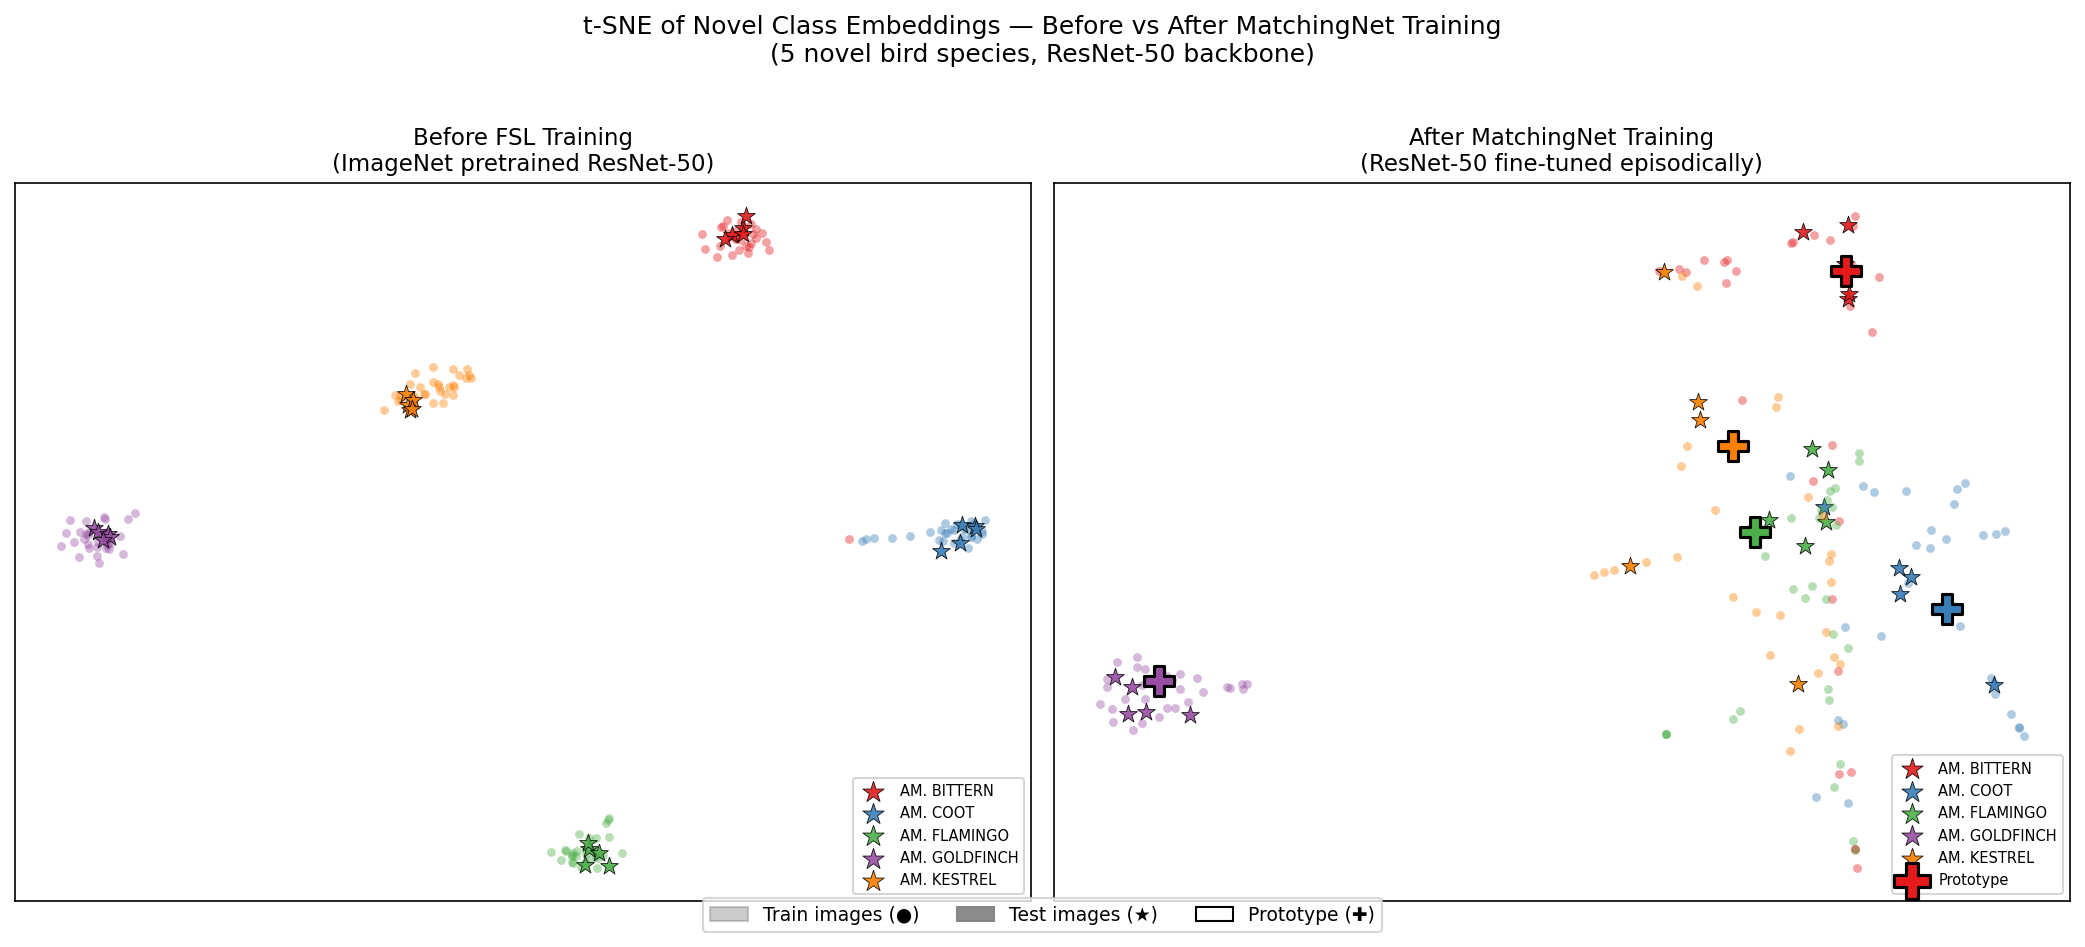 t-SNE of Novel Class Embeddings — Before vs After MatchingNet Training
(5 novel bird species, ResNet-50 backbone)
Before FSL Training
(ImageNet pretrained ResNet-50)
AM. BITTERN
AM. COOT
AM. FLAMINGO
AM. GOLDFINCH
AM. KESTREL
After MatchingNet Training
(ResNet-50 fine-tuned episodically)
AM. BITTERN
AM. COOT
AM. FLAMINGO
AM. GOLDFINCH
AM. KESTREL
Prototype
Train images (●) Test images (★) Prototype (✚)